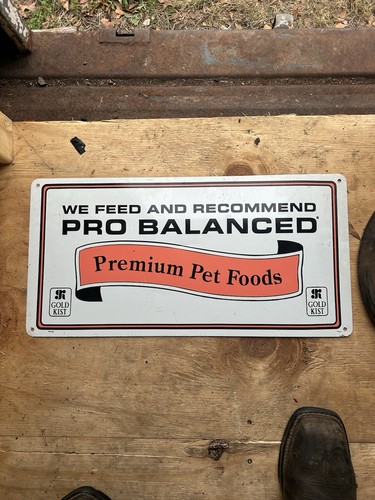 WE FEED AND RECOMMEND
PRO BALANCED®
Premium Pet Foods
GOLD KIST
GOLD KIST